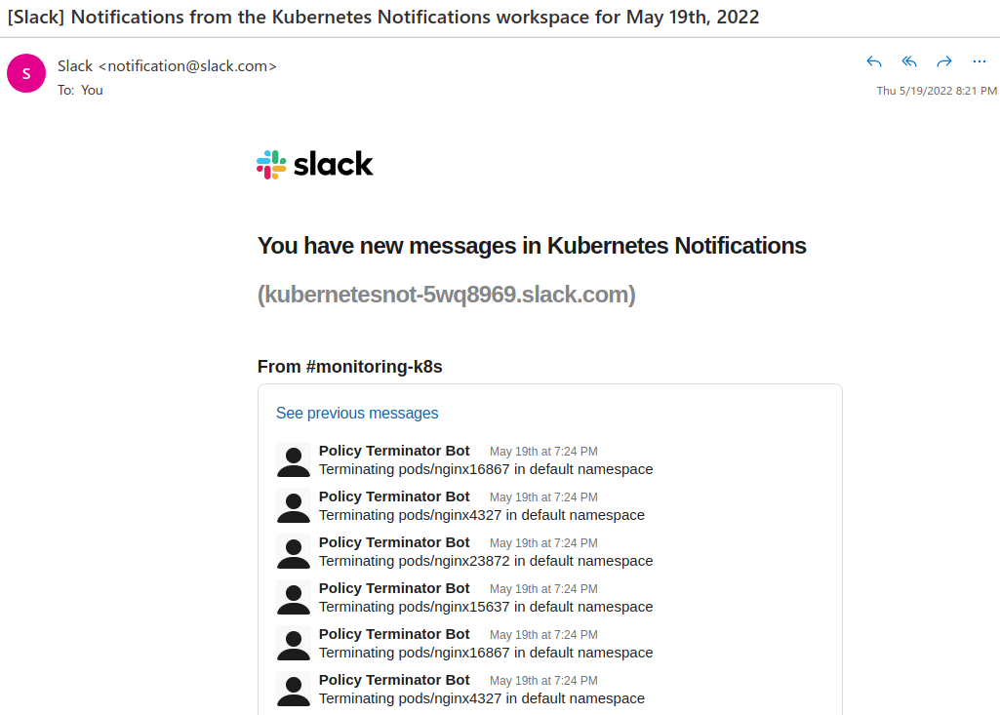 [Slack] Notifications from the Kubernetes Notifications workspace for May 19th, 2022
S
Slack <notification@slack.com>
To: You
Thu 5/19/2022 8:21 PM
slack
You have new messages in Kubernetes Notifications
(kubernetesnot-5wq8969.slack.com)
From #monitoring-k8s
See previous messages
Policy Terminator Bot May 19th at 7:24 PM
Terminating pods/nginx16867 in default namespace
Policy Terminator Bot May 19th at 7:24 PM
Terminating pods/nginx4327 in default namespace
Policy Terminator Bot May 19th at 7:24 PM
Terminating pods/nginx23872 in default namespace
Policy Terminator Bot May 19th at 7:24 PM
Terminating pods/nginx15637 in default namespace
Policy Terminator Bot May 19th at 7:24 PM
Terminating pods/nginx16867 in default namespace
Policy Terminator Bot May 19th at 7:24 PM
Terminating pods/nginx4327 in default namespace